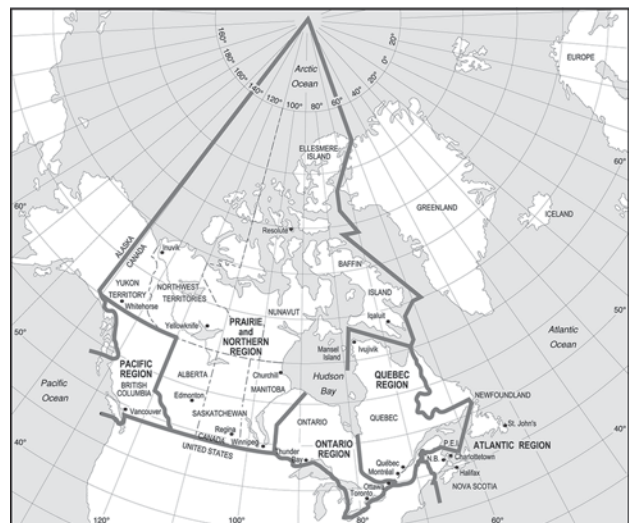 160°
160°
140°
120°
100°
80°
60°
40°
20°
0°
20°
Arctic
Ocean
EUROPE
ELLESMERE
ISLAND
GREENLAND
ICELAND
60°
60°
Resolute
ALASKA
CANADA
Inuvik
BAFFIN
ISLAND
YUKON
TERRITORY
Whitehorse
NORTHWEST
TERRITORIES
NUNAVUT
Iqaluit
50°
Yellowknife
PRAIRIE
and
NORTHERN
REGION
Mansel
Island
Ivujivik
Atlantic
Ocean
50°
PACIFIC
REGION
BRITISH
COLUMBIA
Pacific
Ocean
ALBERTA
Edmonton
Churchill
MANITOBA
Hudson
Bay
QUEBEC
REGION
NEWFOUNDLAND
SASKATCHEWAN
Vancouver
ONTARIO
QUEBEC
St. John's
40°
Regina
CANADA
UNITED STATES
Winnipeg
Thunder
Bay
ONTARIO
REGION
P.E.I.
ATLANTIC REGION
40°
Québec
Montréal
N.B.
Charlottetown
Halifax
NOVA SCOTIA
Ottawa
Toronto
120°
100°
80°
60°